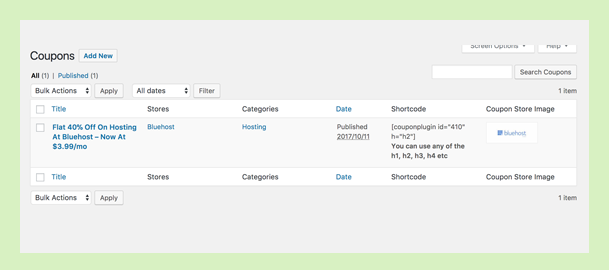 Screen Options Help
Coupons Add New
All (1) | Published (1)
Search Coupons
Bulk Actions Apply All dates Filter 1 item
Title Stores Categories Date Shortcode Coupon Store Image
Flat 40% Off On Hosting Bluehost Hosting Published [couponplugin id="410" bluehost
At Bluehost – Now At 2017/10/11 h="h2"]
$3.99/mo You can use any of the
h1, h2, h3, h4 etc
Title Stores Categories Date Shortcode Coupon Store Image
Bulk Actions Apply 1 item